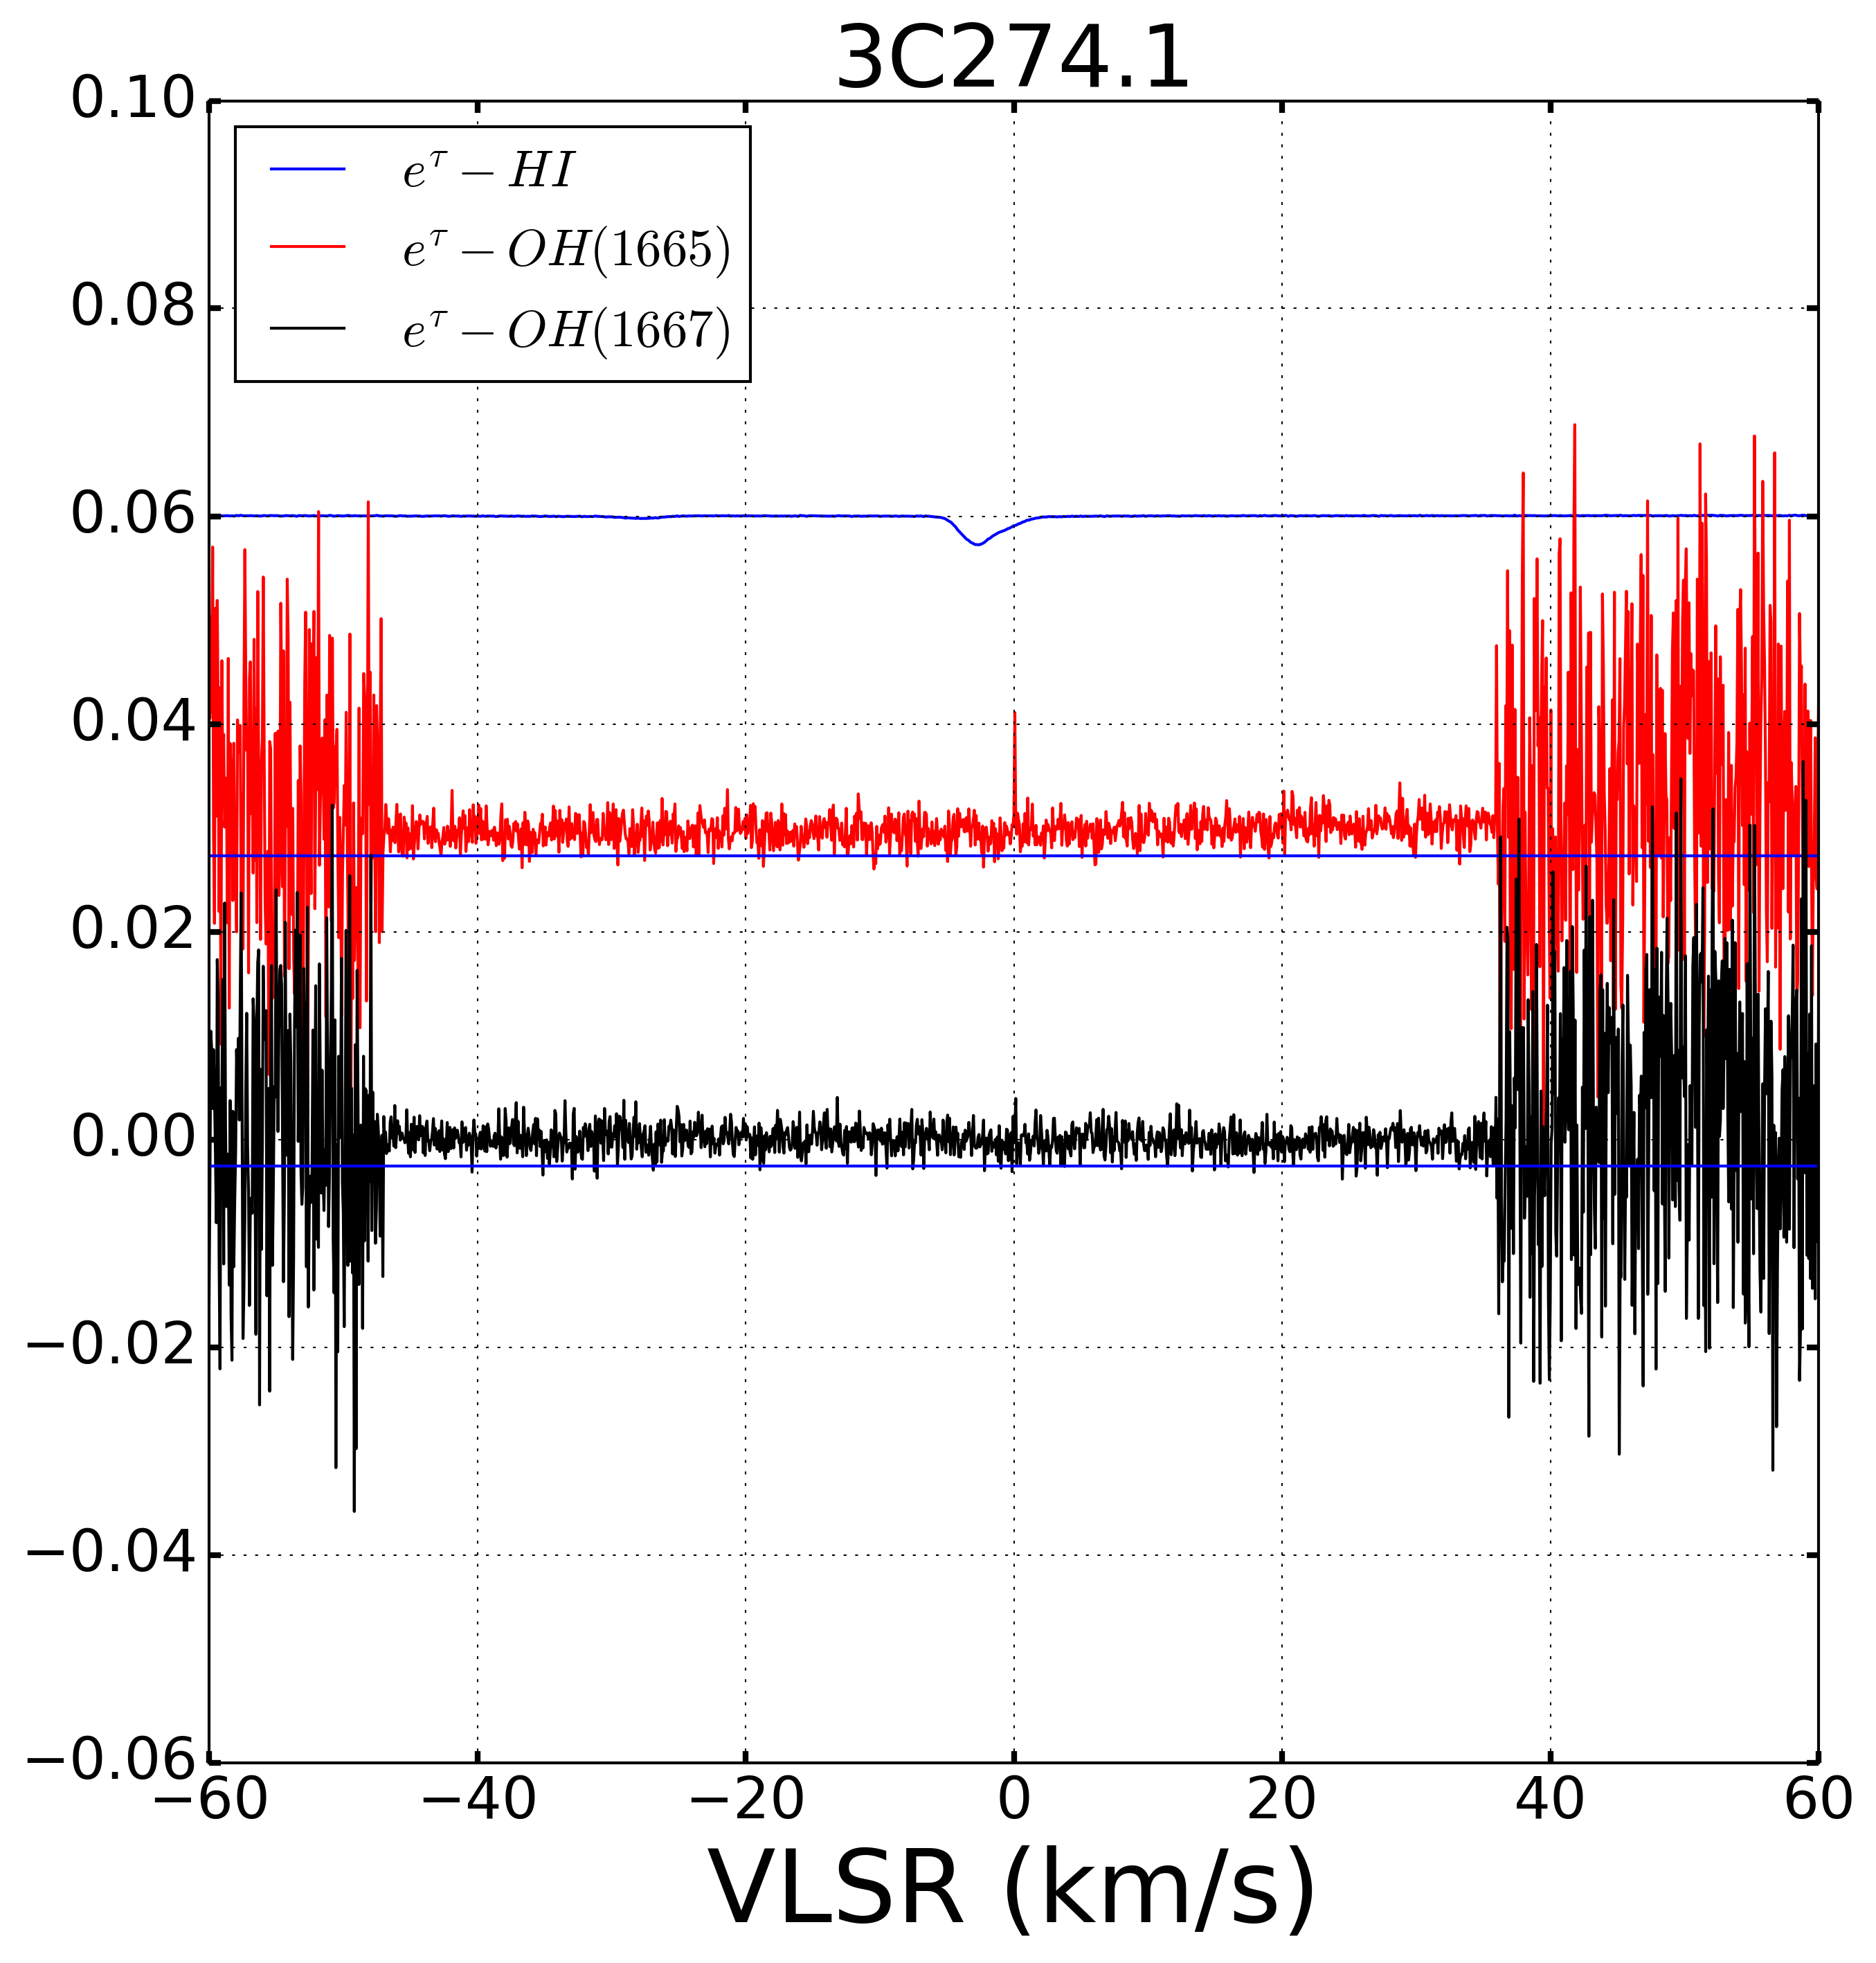 3C274.1
0.10
0.08
0.06
0.04
0.02
0.00
−0.02
−0.04
−0.06
e^τ − HI
e^τ − OH(1665)
e^τ − OH(1667)
−60 −40 −20 0 20 40 60
VLSR (km/s)